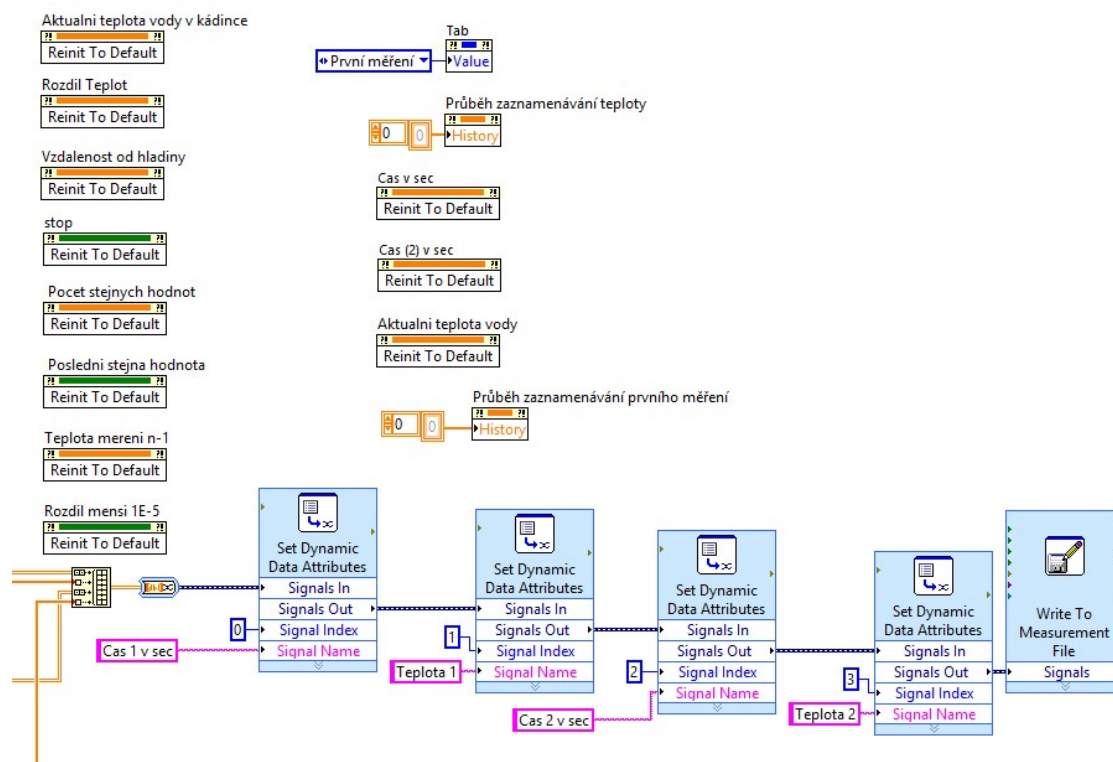 Aktualni teplota vody v kádince
Reinit To Default
Rozdil Teplot
Reinit To Default
Vzdalenost od hladiny
Reinit To Default
stop
Reinit To Default
Pocet stejnych hodnot
Reinit To Default
Posledni stejna hodnota
Reinit To Default
Teplota mereni n-1
Reinit To Default
Rozdil mensi 1E-5
Reinit To Default
Tab
První měření
Value
Průběh zaznamenávání teploty
0 0
History
Cas v sec
Reinit To Default
Cas (2) v sec
Reinit To Default
Aktualni teplota vody
Reinit To Default
Průběh zaznamenávání prvního měření
0 0
History
Set Dynamic
Data Attributes
Signals In
Signals Out
0
Signal Index
Cas 1 v sec
Signal Name
Set Dynamic
Data Attributes
Signals In
Signals Out
1
Signal Index
Teplota 1
Signal Name
Set Dynamic
Data Attributes
Signals In
Signals Out
2
Signal Index
Cas 2 v sec
Signal Name
Set Dynamic
Data Attributes
Signals In
Signals Out
3
Signal Index
Teplota 2
Signal Name
Write To
Measurement
File
Signals